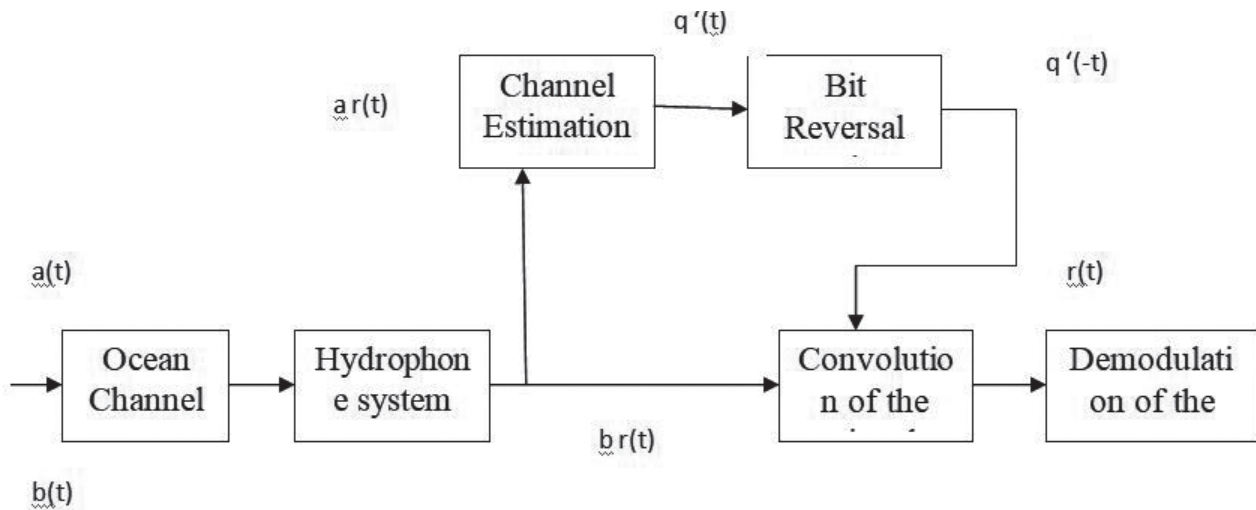 q ‘(t)
Channel
Estimation
Bit
Reversal
q ‘(-t)
a r(t)
a(t)
r(t)
Ocean
Channel
Hydrophon
e system
Convolutio
n of the
Demodulati
on of the
b r(t)
b(t)